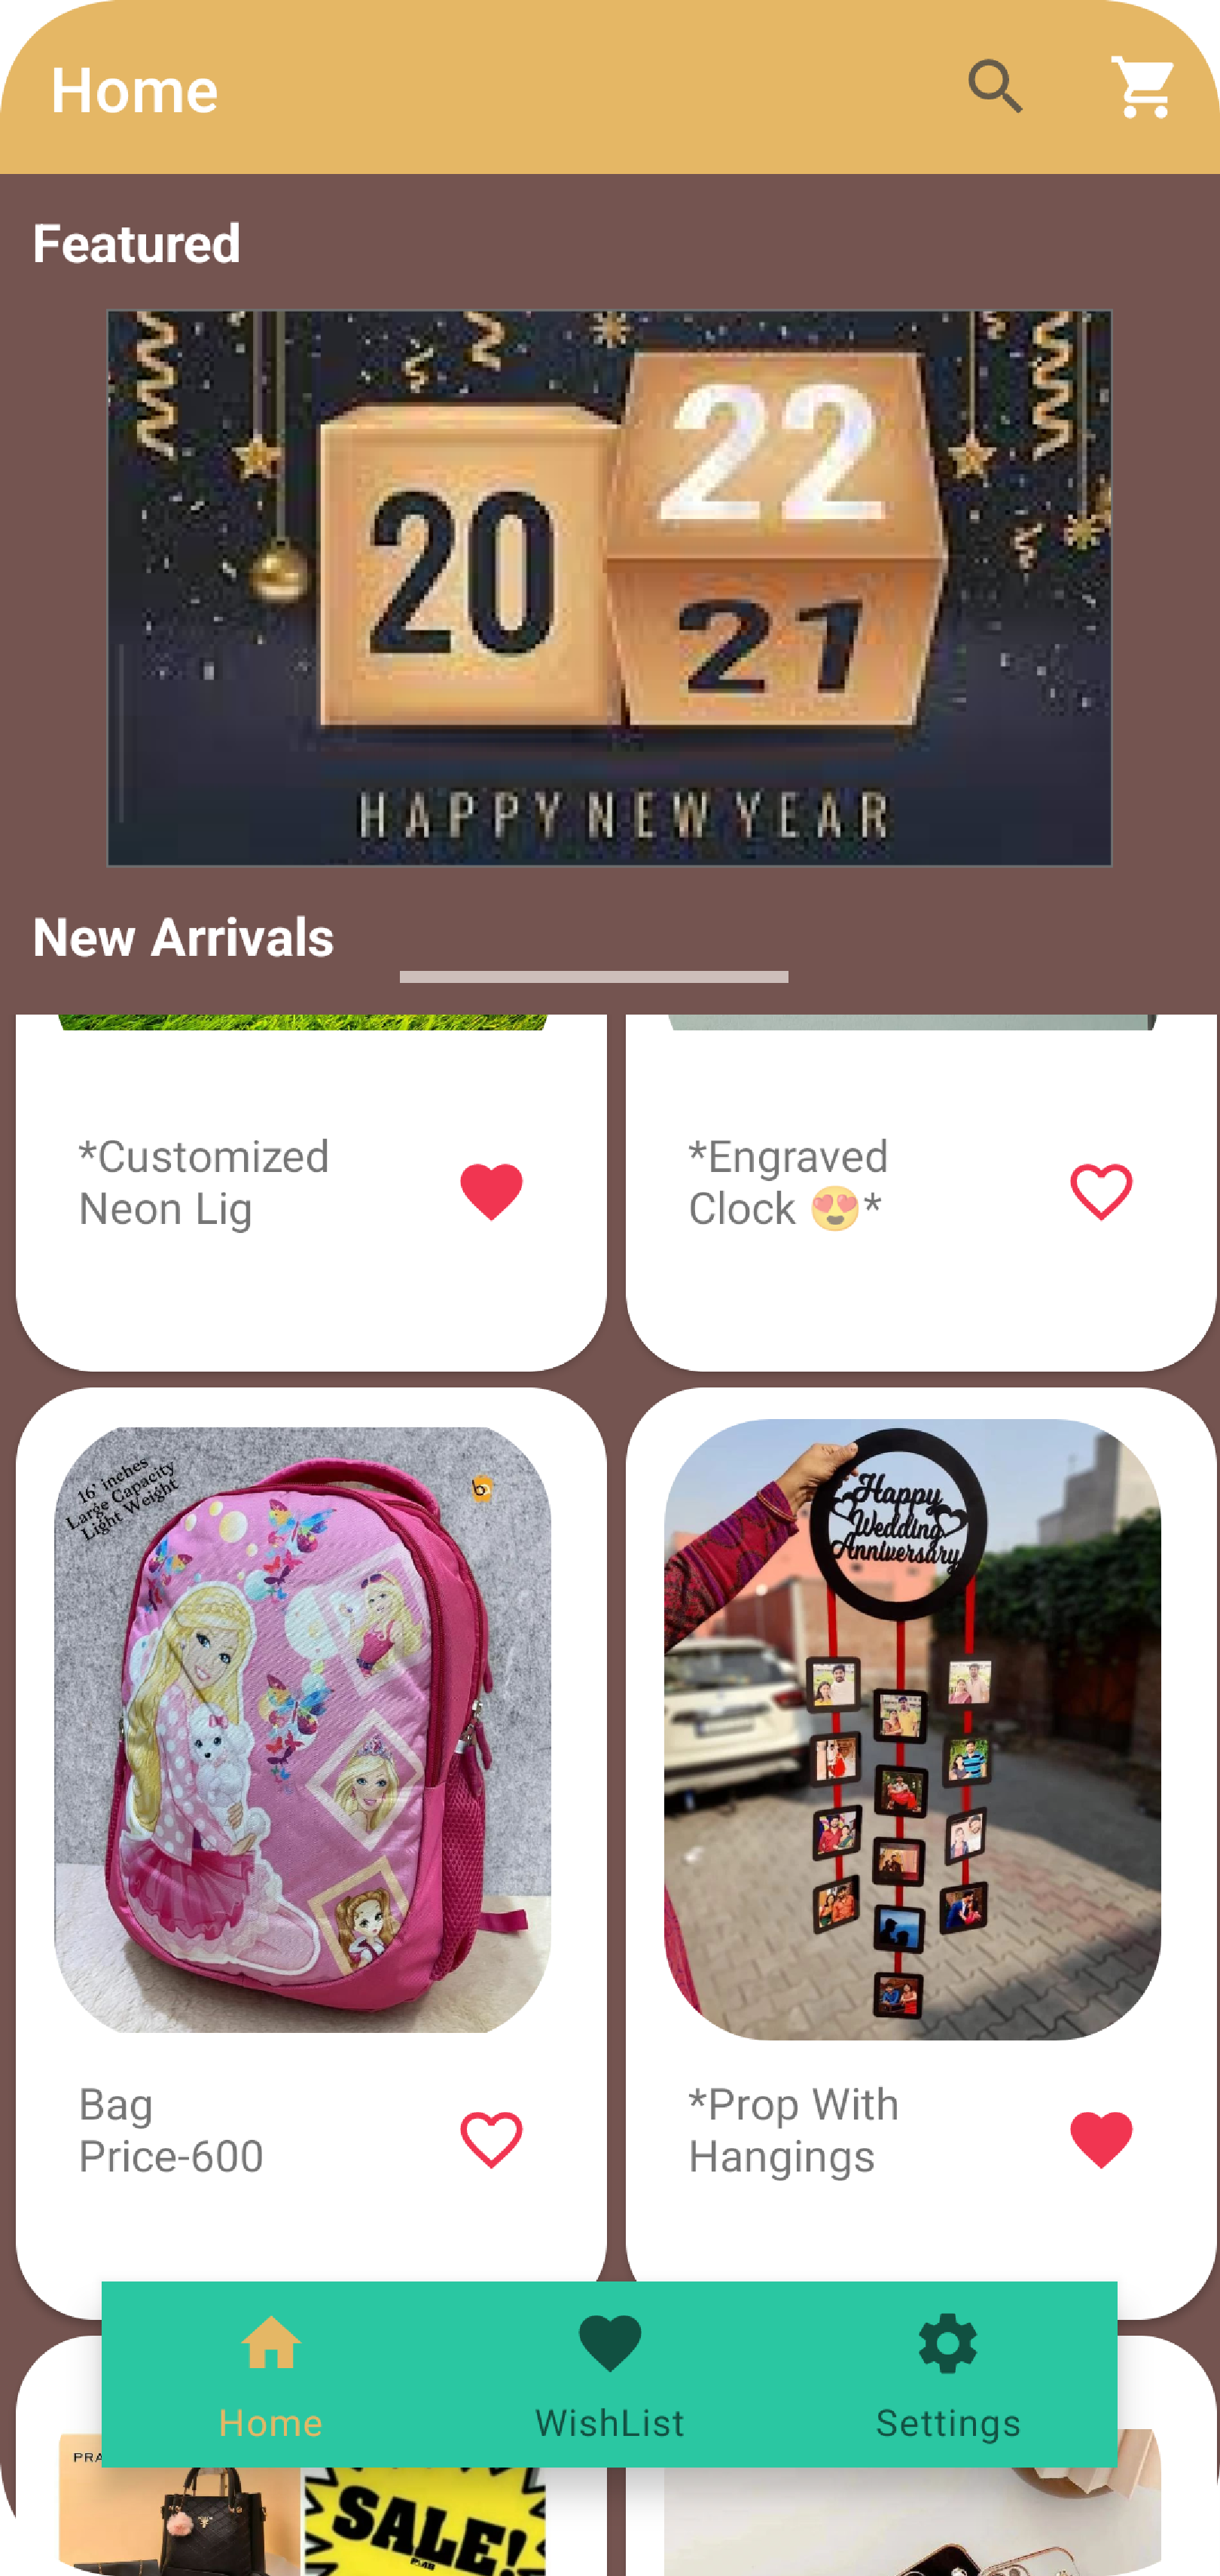 Home
Featured
20
22
21
HAPPY NEW YEAR
New Arrivals
*Customized
Neon Lig
*Engraved
Clock 😍*
16' inches
Large Capacity
Light Weight
b
Happy
Wedding
Anniversary
Bag
Price-600
*Prop With
Hangings
Home
WishList
Settings
PRA
SALE!